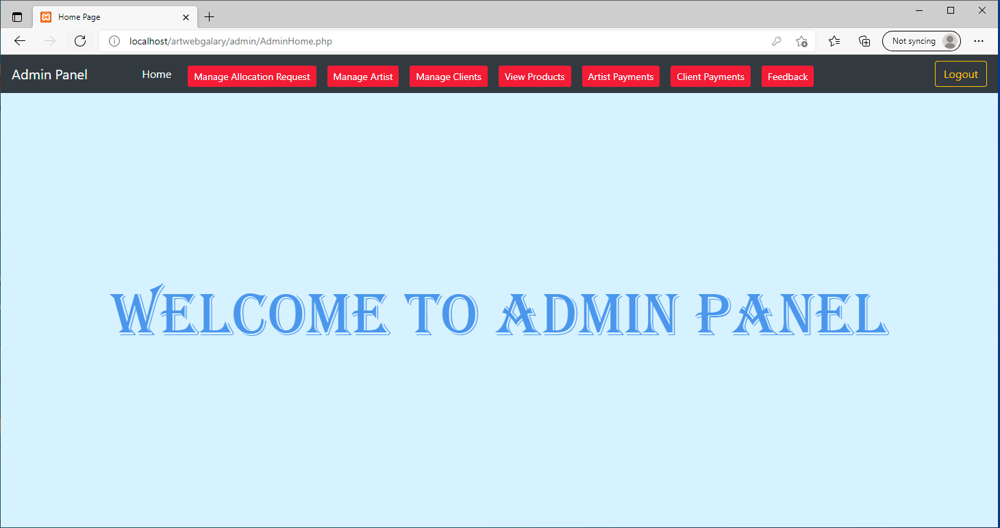 Home Page
localhost/artwebgalary/admin/AdminHome.php
Not syncing
Admin Panel Home Manage Allocation Request Manage Artist Manage Clients View Products Artist Payments Client Payments Feedback Logout
WELCOME TO ADMIN PANEL